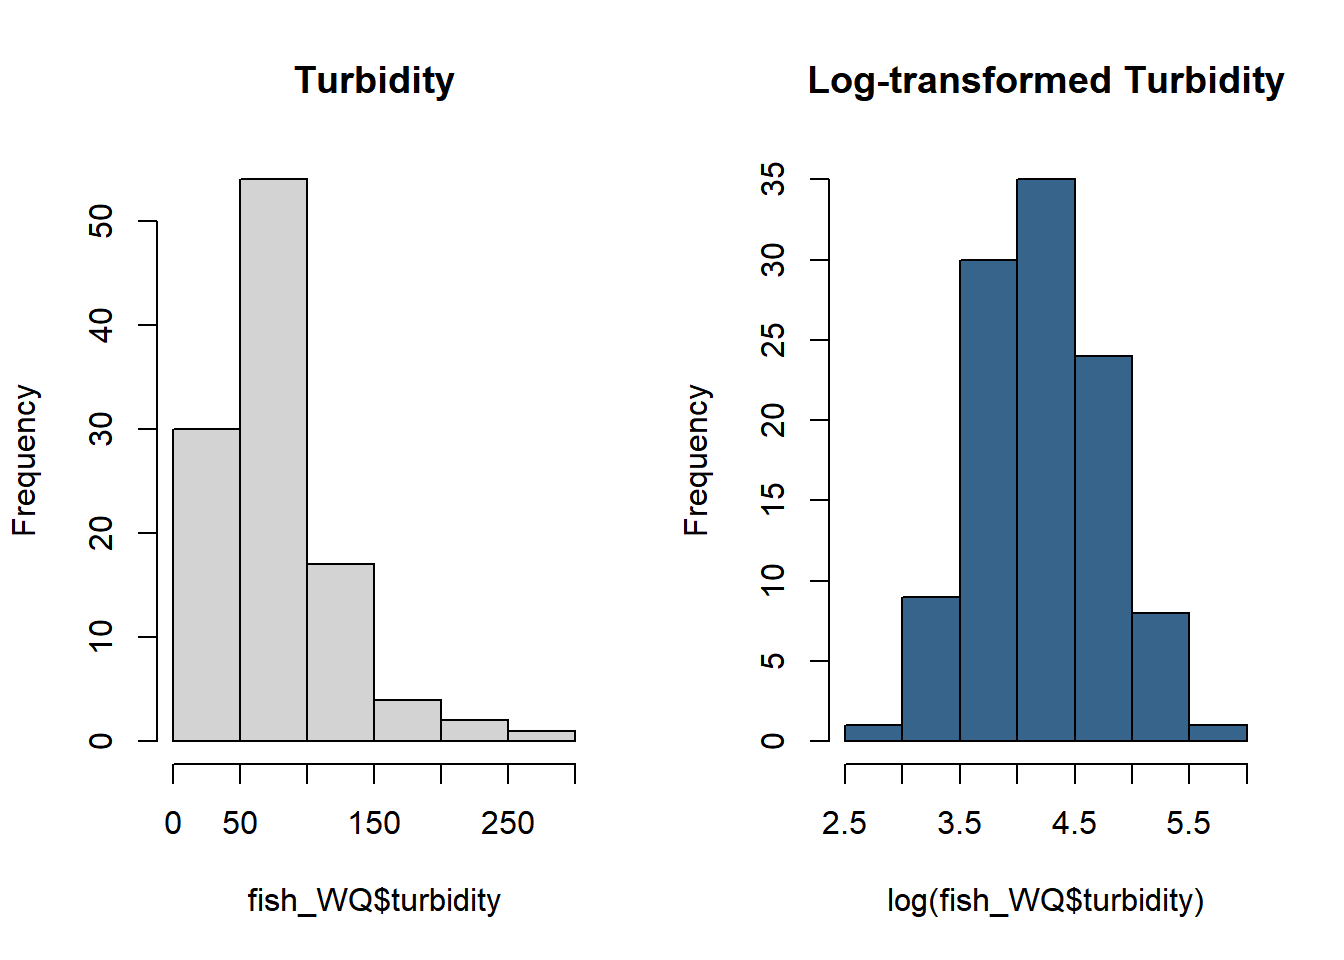 Turbidity
Frequency
50
40
30
20
10
0
0 50 150 250
fish_WQ$turbidity
Log-transformed Turbidity
Frequency
35
30
25
20
15
10
5
0
2.5 3.5 4.5 5.5
log(fish_WQ$turbidity)